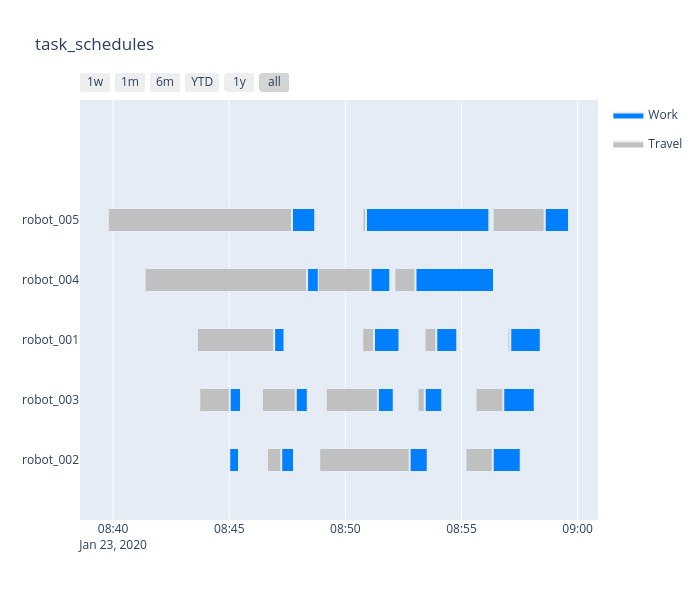 task_schedules
1w 1m 6m YTD 1y all
Work
Travel
robot_005
robot_004
robot_001
robot_003
robot_002
08:40 08:45 08:50 08:55 09:00
Jan 23, 2020